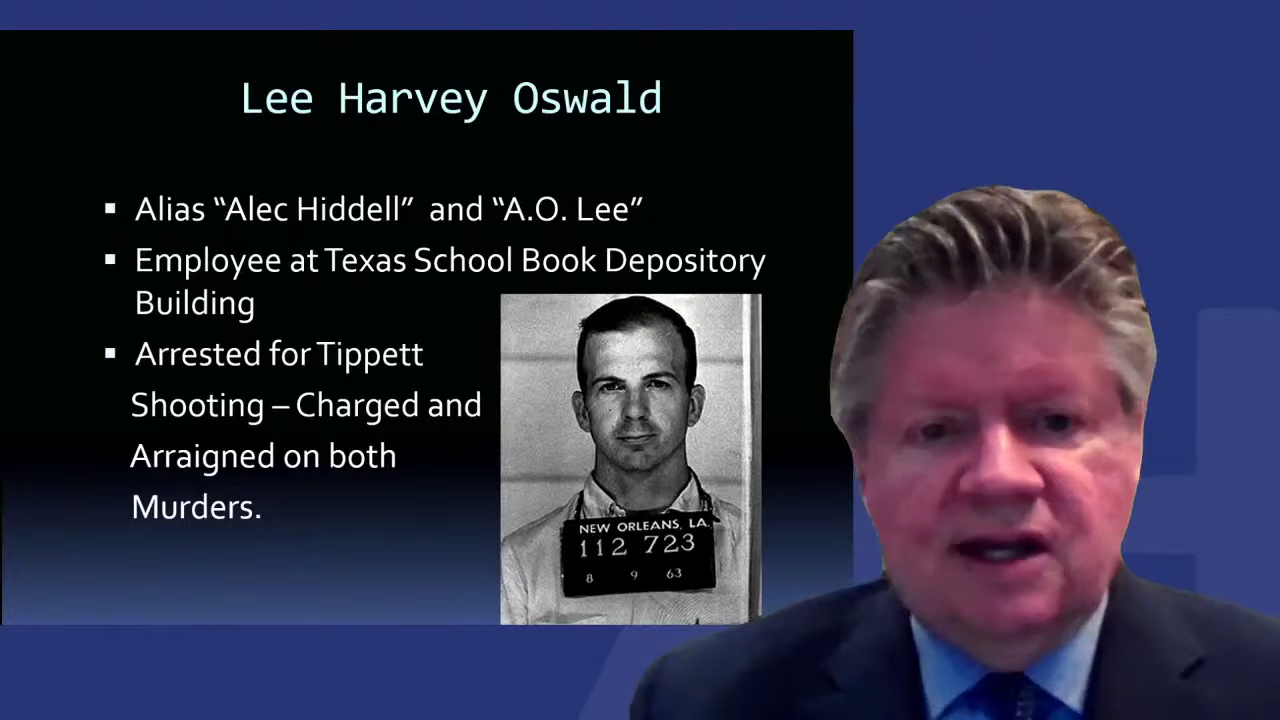 Lee Harvey Oswald
▪ Alias “Alec Hiddell” and “A.O. Lee”
▪ Employee at Texas School Book Depository
Building
▪ Arrested for Tippett
Shooting – Charged and
Arraigned on both
Murders.
NEW ORLEANS, LA.
112 723
8 9 63